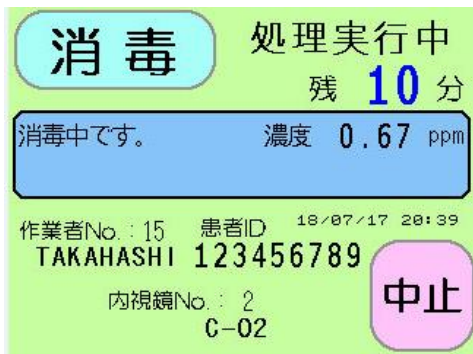 消毒
処理実行中
残 10 分
消毒中です。 濃度 0.67 ppm
作業者No.:15 患者ID 18/07/17 20:39
TAKAHASHI 123456789
内視鏡No.: 2
C-02
中止